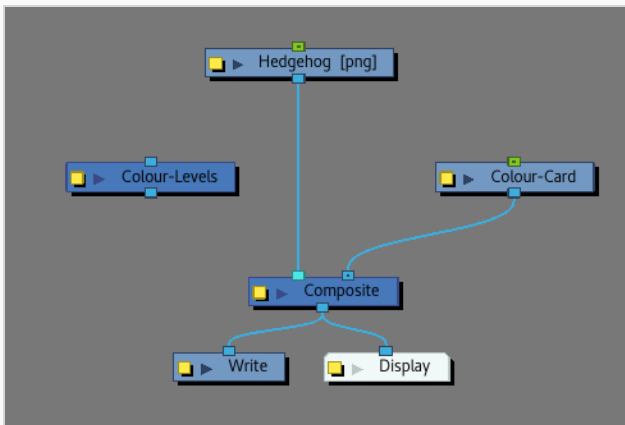 Hedgehog [png]
Colour-Levels
Colour-Card
Composite
Write
Display